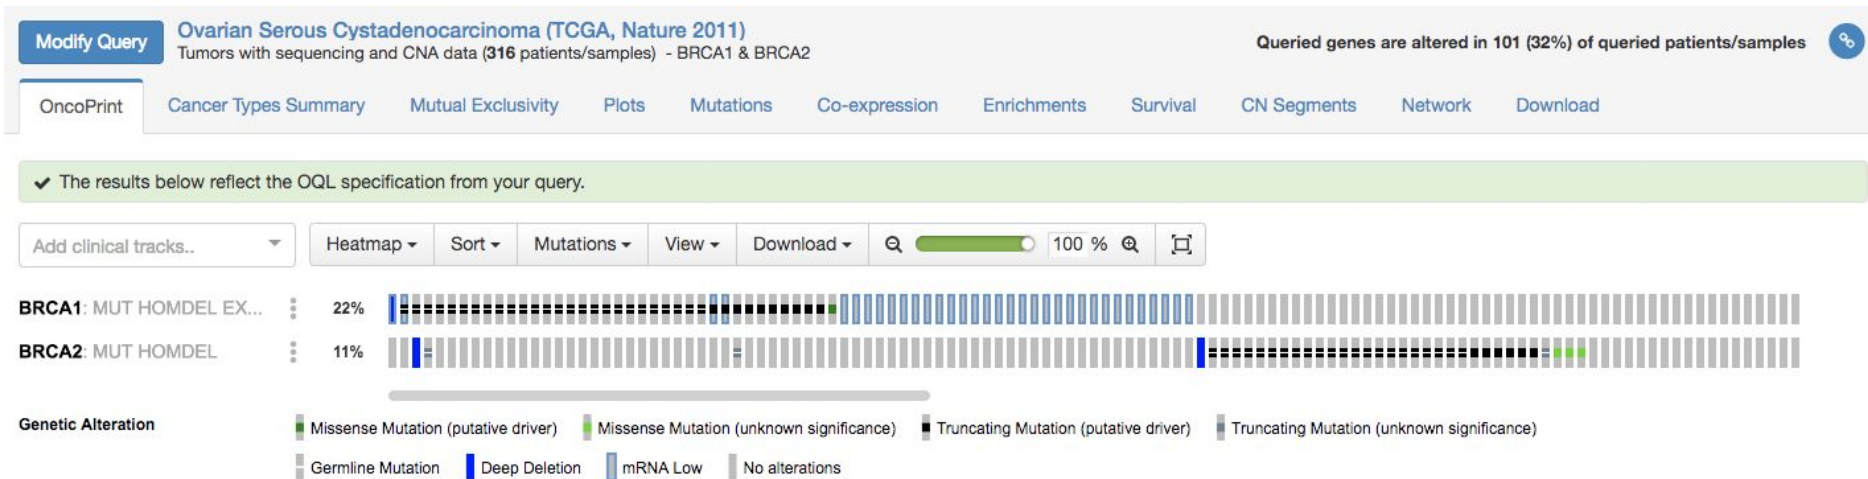 Modify Query
Ovarian Serous Cystadenocarcinoma (TCGA, Nature 2011)
Tumors with sequencing and CNA data (316 patients/samples) - BRCA1 & BRCA2
Queried genes are altered in 101 (32%) of queried patients/samples
OncoPrint Cancer Types Summary Mutual Exclusivity Plots Mutations Co-expression Enrichments Survival CN Segments Network Download
The results below reflect the OQL specification from your query.
Add clinical tracks.. Heatmap Sort Mutations View Download 100 %
BRCA1: MUT HOMDEL EX... 22%
BRCA2: MUT HOMDEL 11%
Genetic Alteration Missense Mutation (putative driver) Missense Mutation (unknown significance) Truncating Mutation (putative driver) Truncating Mutation (unknown significance)
Germline Mutation Deep Deletion mRNA Low No alterations